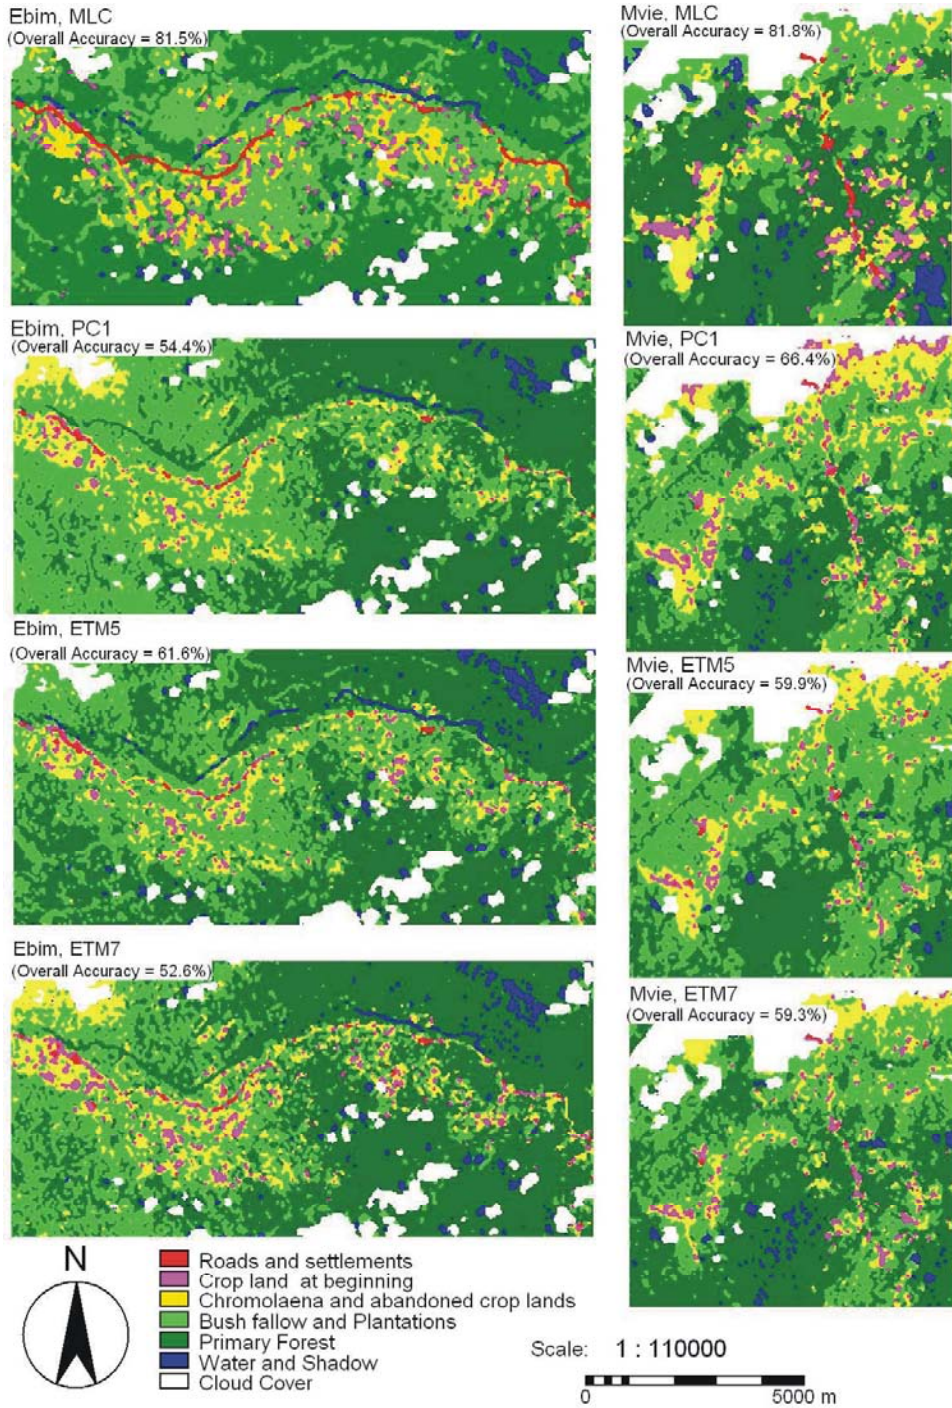 Ebim, MLC
(Overall Accuracy = 81.5%)
Mvie, MLC
(Overall Accuracy = 81.8%)
Ebim, PC1
(Overall Accuracy = 54.4%)
Mvie, PC1
(Overall Accuracy = 66.4%)
Ebim, ETM5
(Overall Accuracy = 61.6%)
Mvie, ETM5
(Overall Accuracy = 59.9%)
Ebim, ETM7
(Overall Accuracy = 52.6%)
Mvie, ETM7
(Overall Accuracy = 59.3%)
N
Roads and settlements
Crop land at beginning
Chromolaena and abandoned crop lands
Bush fallow and Plantations
Primary Forest
Water and Shadow
Cloud Cover
Scale: 1 : 110000
0 5000 m